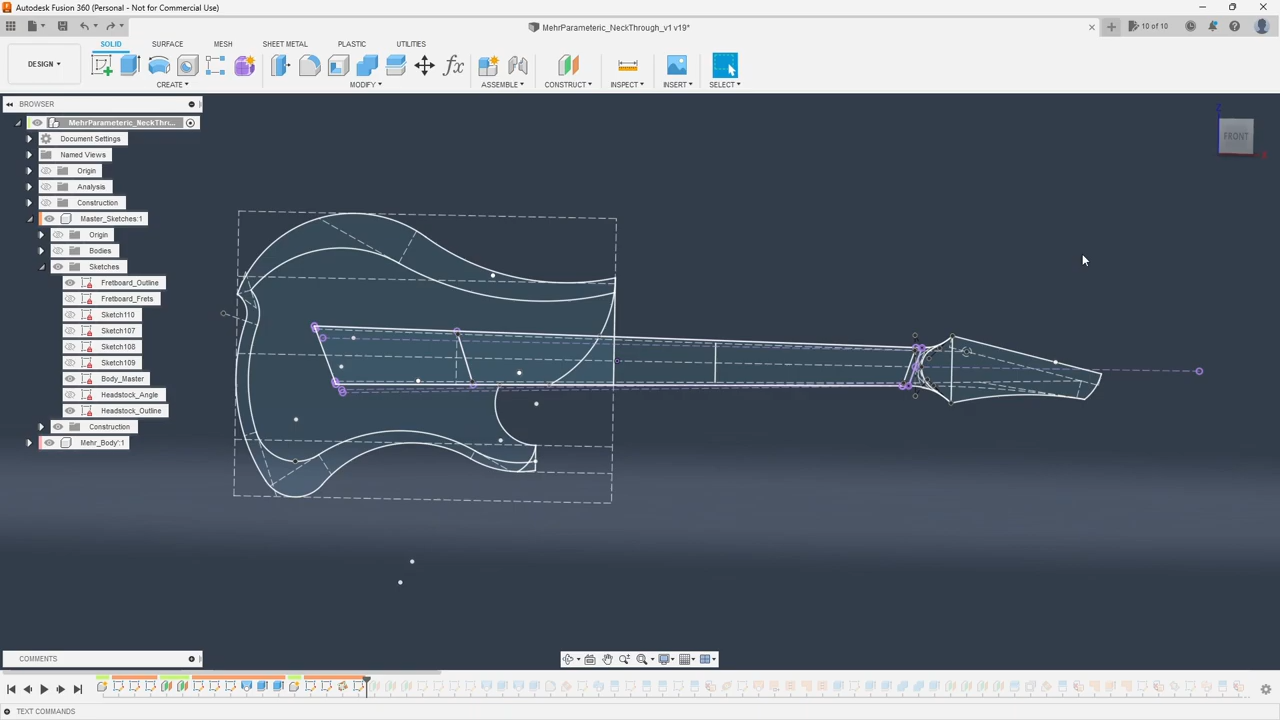 Autodesk Fusion 360 (Personal - Not for Commercial Use)
MehrParameteric_NeckThrough_v1 v19*
10 of 10
DESIGN
SOLID
SURFACE
MESH
SHEET METAL
PLASTIC
UTILITIES
CREATE
MODIFY
ASSEMBLE
CONSTRUCT
INSPECT
INSERT
SELECT
BROWSER
MehrParameteric_NeckThru...
Document Settings
Named Views
Origin
Analysis
Construction
Master_Sketches:1
Origin
Bodies
Sketches
Fretboard_Outline
Fretboard_Frets
Sketch110
Sketch107
Sketch108
Sketch109
Body_Master
Headstock_Angle
Headstock_Outline
Construction
Mehr_Body':1
FRONT
Z
X
COMMENTS
TEXT COMMANDS